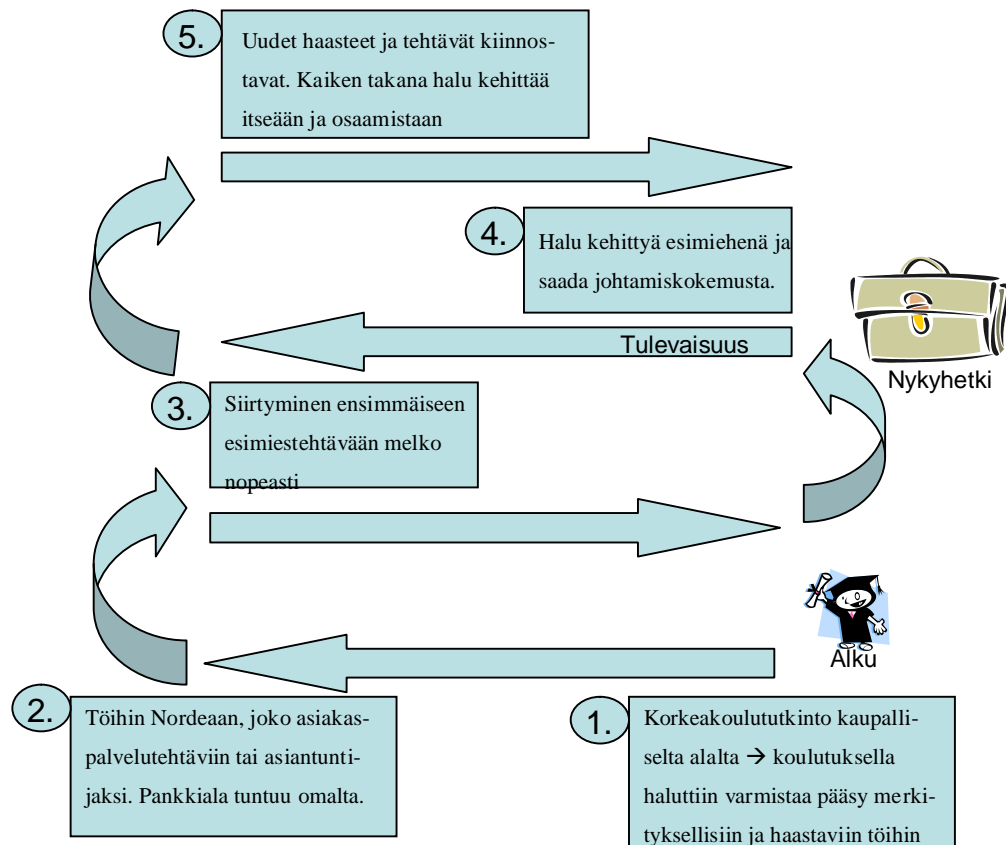 5.
Uudet haasteet ja tehtävät kiinnos-
tavat. Kaiken takana halu kehittää
itseään ja osaamistaan
4.
Halu kehittyä esimiehenä ja
saada johtamiskokemusta.
Tulevaisuus
Nykyhetki
3.
Siirtyminen ensimmäiseen
esimiestehtävään melko
nopeasti
Alku
2.
Töihin Nordeaan, joko asiakas-
palvelutehtäviin tai asiantunti-
jaksi. Pankkiala tuntuu omalta.
1.
Korkeakoulututkinto kaupalli-
selta alalta → koulutuksella
haluttiin varmistaa pääsy merki-
tyksellisiin ja haastaviin töihin